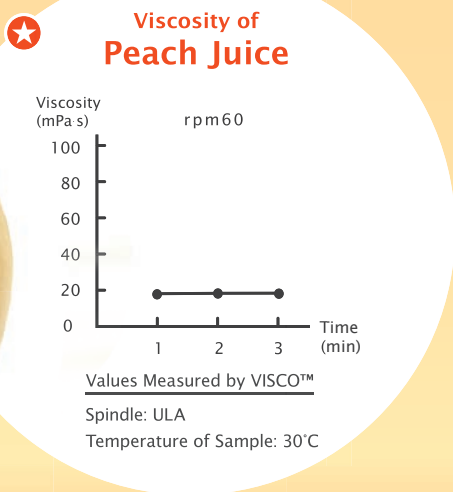 Viscosity of
Peach Juice
Viscosity
(mPa·s)
rpm60
100
80
60
40
20
0
1 2 3
Time
(min)
Values Measured by VISCO™
Spindle: ULA
Temperature of Sample: 30°C